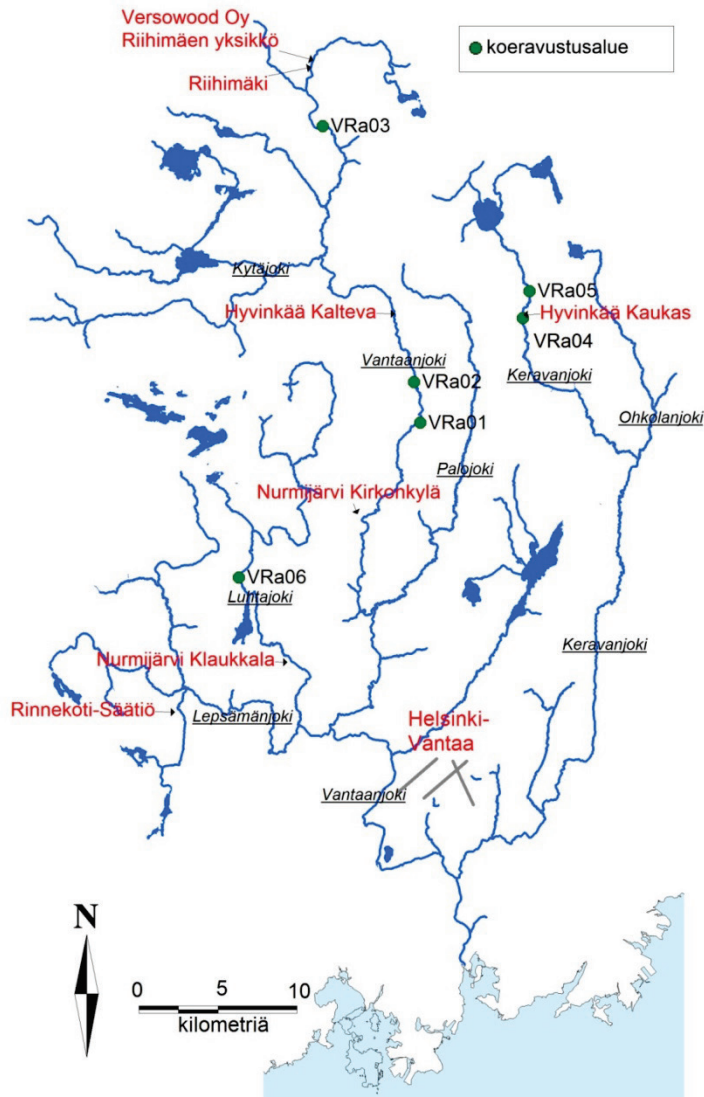 Versowood Oy
Riihimäen yksikkö
koeravustusalue
Riihimäki
VRa03
Kytäjoki
VRa05
Hyvinkää Kalteva
Hyvinkää Kaukas
VRa04
Vantaanjoki
Keravanjoki
VRa02
Ohkolanjoki
VRa01
Palojoki
Nurmijärvi Kirkonkylä
VRa06
Luhtajoki
Keravanjoki
Nurmijärvi Klaukkala
Rinnekoti-Säätiö
Lepsämänjoki
Helsinki-
Vantaa
Vantaanjoki
N
0 5 10
kilometriä